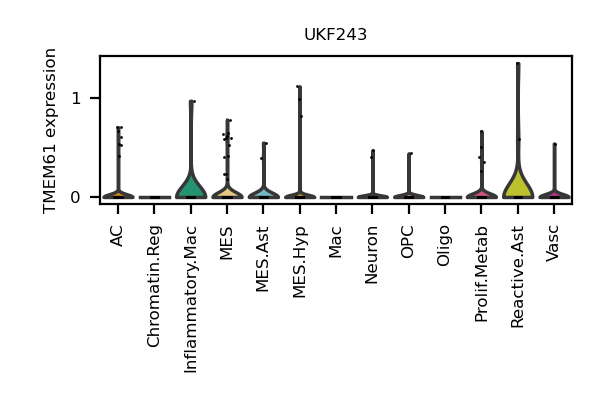 UKF243
TMEM61 expression
1
0
AC
Chromatin.Reg
Inflammatory.Mac
MES
MES.Ast
MES.Hyp
Mac
Neuron
OPC
Oligo
Prolif.Metab
Reactive.Ast
Vasc